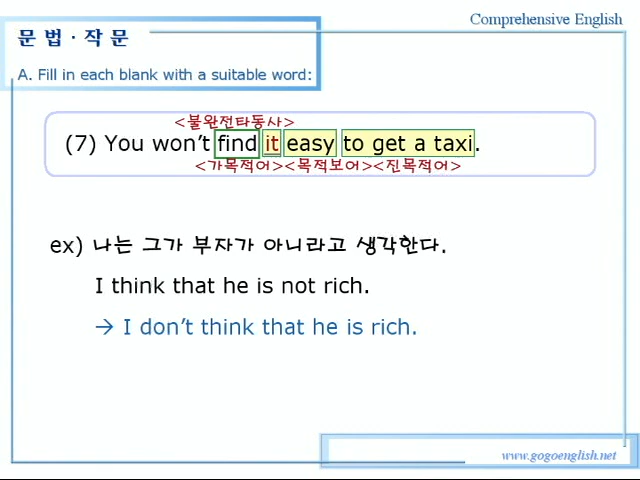 Comprehensive English
문 법 · 작 문
A. Fill in each blank with a suitable word:
<불완전타동사>
(7) You won't find it easy to get a taxi.
<가목적어><목적보어><진목적어>
ex) 나는 그가 부자가 아니라고 생각한다.
I think that he is not rich.
→ I don't think that he is rich.
www.gogoenglish.net